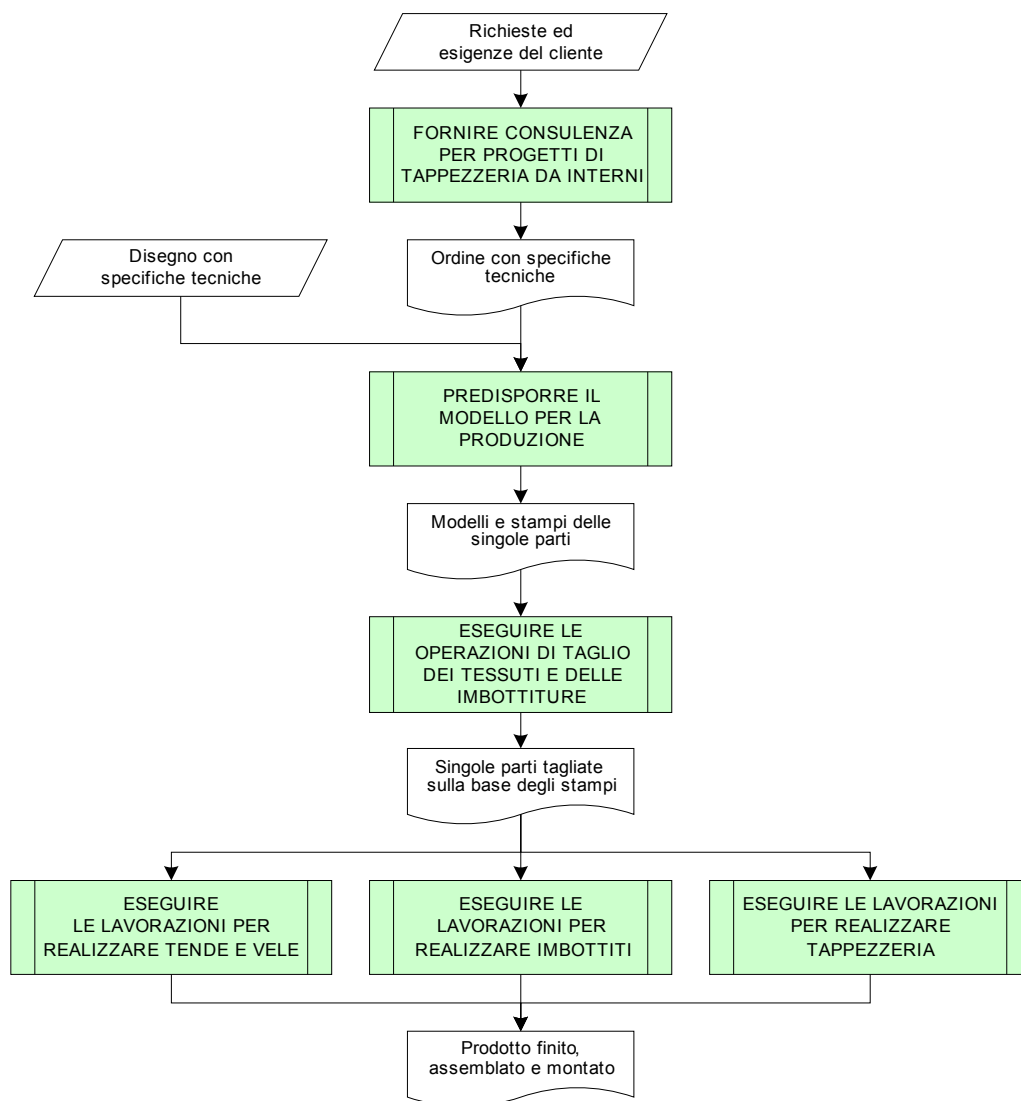 Richieste ed
esigenze del cliente
FORNIRE CONSULENZA
PER PROGETTI DI
TAPPEZZERIA DA INTERNI
Disegno con
specifiche tecniche
Ordine con specifiche
tecniche
PREDISPORRE IL
MODELLO PER LA
PRODUZIONE
Modelli e stampi delle
singole parti
ESEGUIRE LE
OPERAZIONI DI TAGLIO
DEI TESSUTI E DELLE
IMBOTTITURE
Singole parti tagliate
sulla base degli stampi
ESEGUIRE
LE LAVORAZIONI PER
REALIZZARE TENDE E VELE
ESEGUIRE LE
LAVORAZIONI PER
REALIZZARE IMBOTTITI
ESEGUIRE LE LAVORAZIONI
PER REALIZZARE
TAPPEZZERIA
Prodotto finito,
assemblato e montato